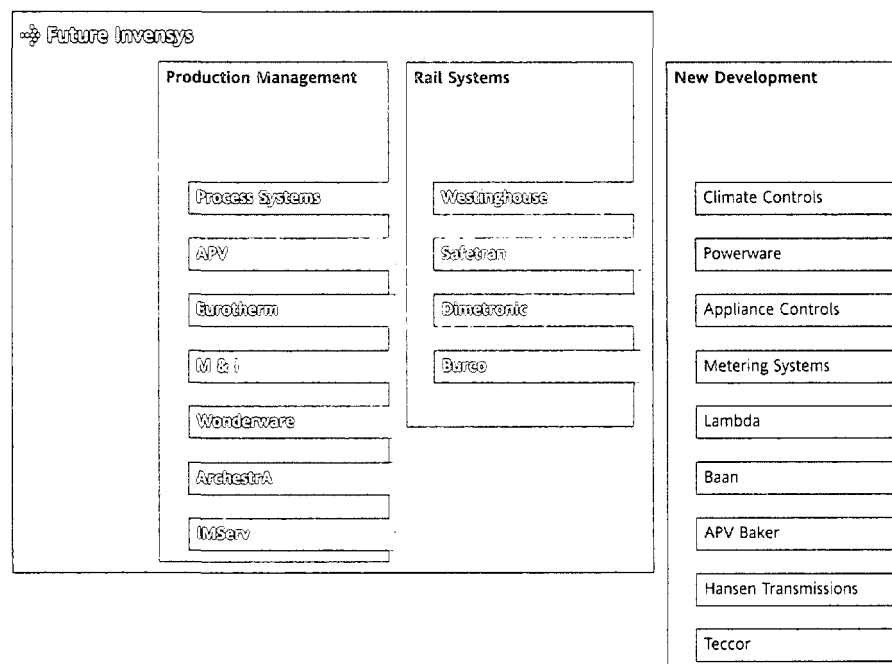 Future Invensys
Production Management
Process Systems
APV
Eurotherm
M & i
Wonderware
ArchestrA
IMServ
Rail Systems
Westinghouse
Safetran
Dimetronic
Burco
New Development
Climate Controls
Powerware
Appliance Controls
Metering Systems
Lambda
Baan
APV Baker
Hansen Transmissions
Teccor